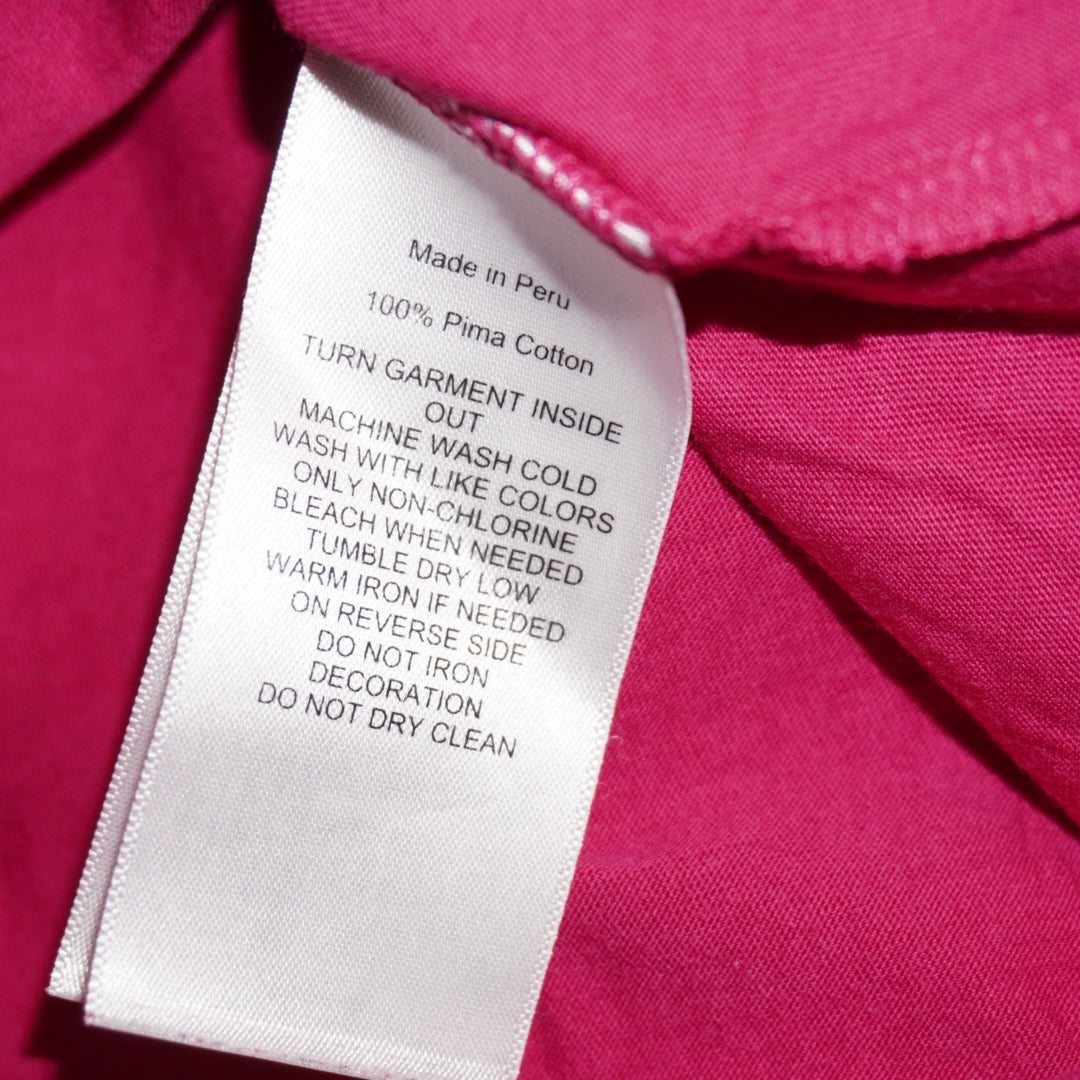 Made in Peru
100% Pima Cotton
TURN GARMENT INSIDE
OUT
MACHINE WASH COLD
WASH WITH LIKE COLORS
ONLY NON-CHLORINE
BLEACH WHEN NEEDED
TUMBLE DRY LOW
WARM IRON IF NEEDED
ON REVERSE SIDE
DO NOT IRON
DECORATION
DO NOT DRY CLEAN